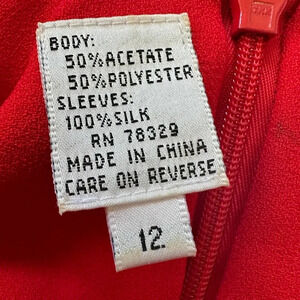 BODY:
50%ACETATE
50%POLYESTER
SLEEVES:
100%SILK
RN 78329
MADE IN CHINA
CARE ON REVERSE
12